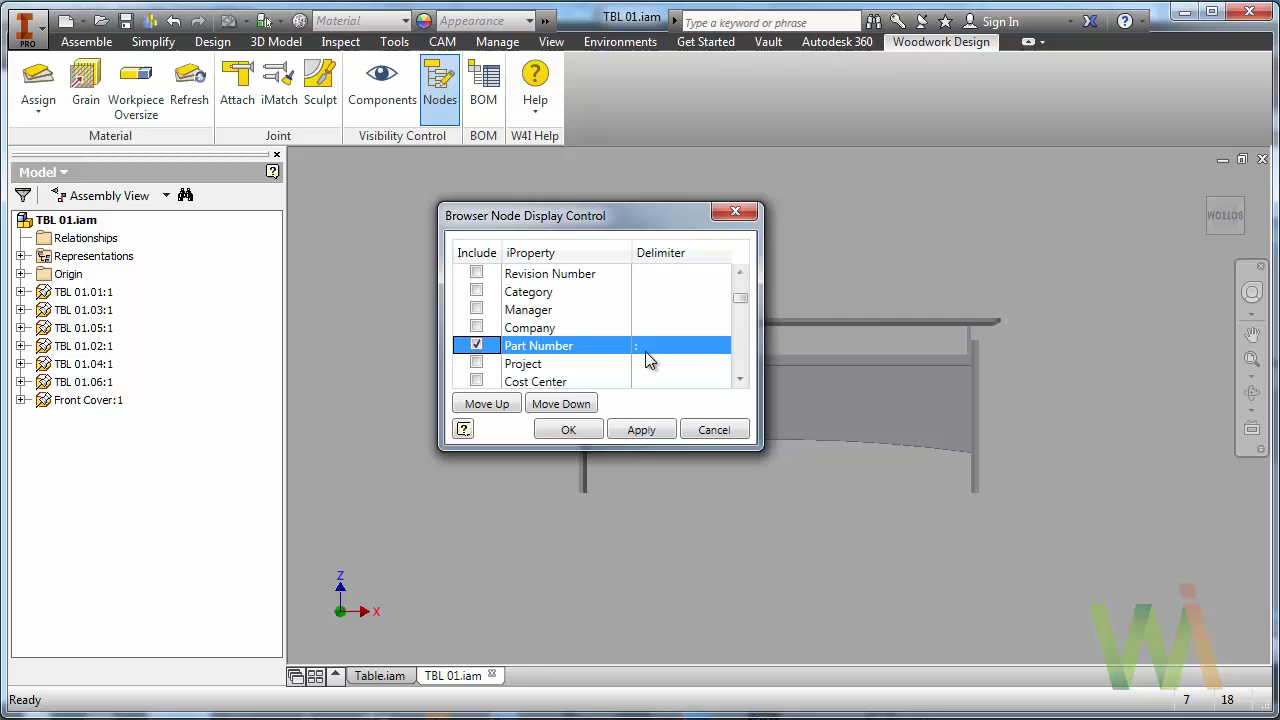 TBL 01.iam
Material
Appearance
Type a keyword or phrase
Sign In
PRO
Assemble Simplify Design 3D Model Inspect Tools CAM Manage View Environments Get Started Vault Autodesk 360 Woodwork Design
Assign Grain Workpiece Oversize Refresh Attach iMatch Sculpt Components Nodes BOM Help
Material Joint Visibility Control BOM W4I Help
Model
Assembly View
TBL 01.iam
Relationships
Representations
Origin
TBL 01.01:1
TBL 01.03:1
TBL 01.05:1
TBL 01.02:1
TBL 01.04:1
TBL 01.06:1
Front Cover:1
Browser Node Display Control
Include iProperty Delimiter
Revision Number
Category
Manager
Company
Part Number :
Project
Cost Center
Move Up Move Down
OK Apply Cancel
BOTTOM
Z
X
Table.iam TBL 01.iam
Ready 7 18